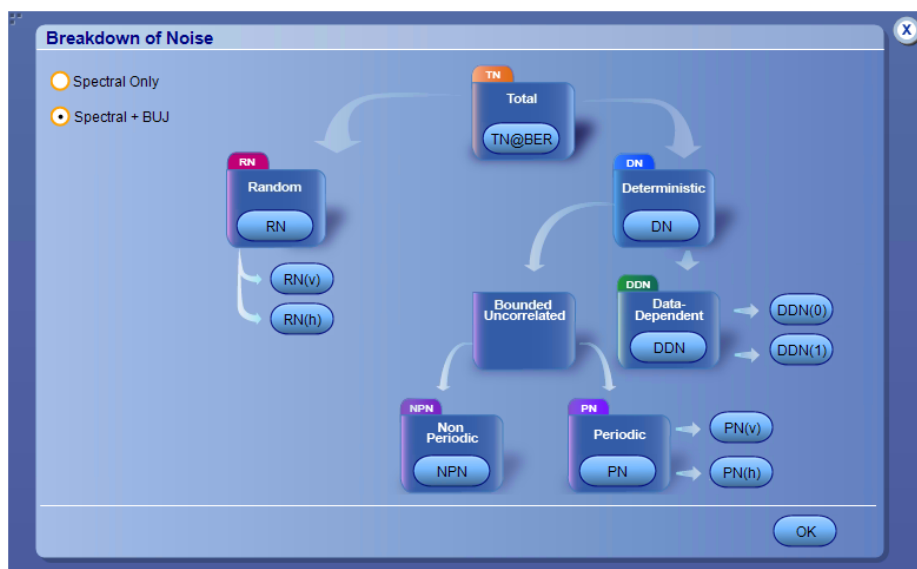 Breakdown of Noise
X
Spectral Only
Spectral + BUJ
TN
Total
TN@BER
RN
Random
RN
RN(v)
RN(h)
DN
Deterministic
DN
Bounded
Uncorrelated
DDN
Data-
Dependent
DDN
DDN(0)
DDN(1)
NPN
Non
Periodic
NPN
PN
Periodic
PN
PN(v)
PN(h)
OK